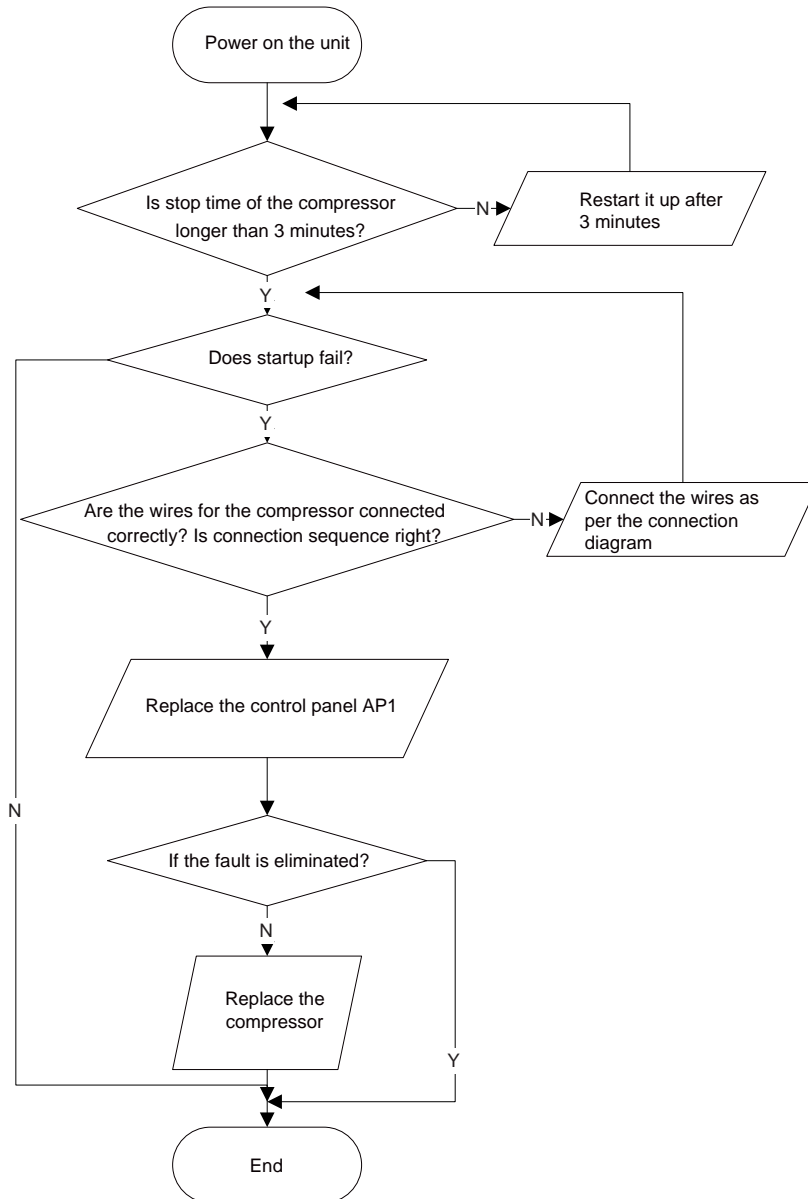 Power on the unit
Is stop time of the compressor
longer than 3 minutes?
N
Restart it up after
3 minutes
Y
Does startup fail?
Y
Are the wires for the compressor connected
correctly? Is connection sequence right?
N
Connect the wires as
per the connection
diagram
Y
Replace the control panel AP1
N
If the fault is eliminated?
N
Replace the
compressor
Y
End